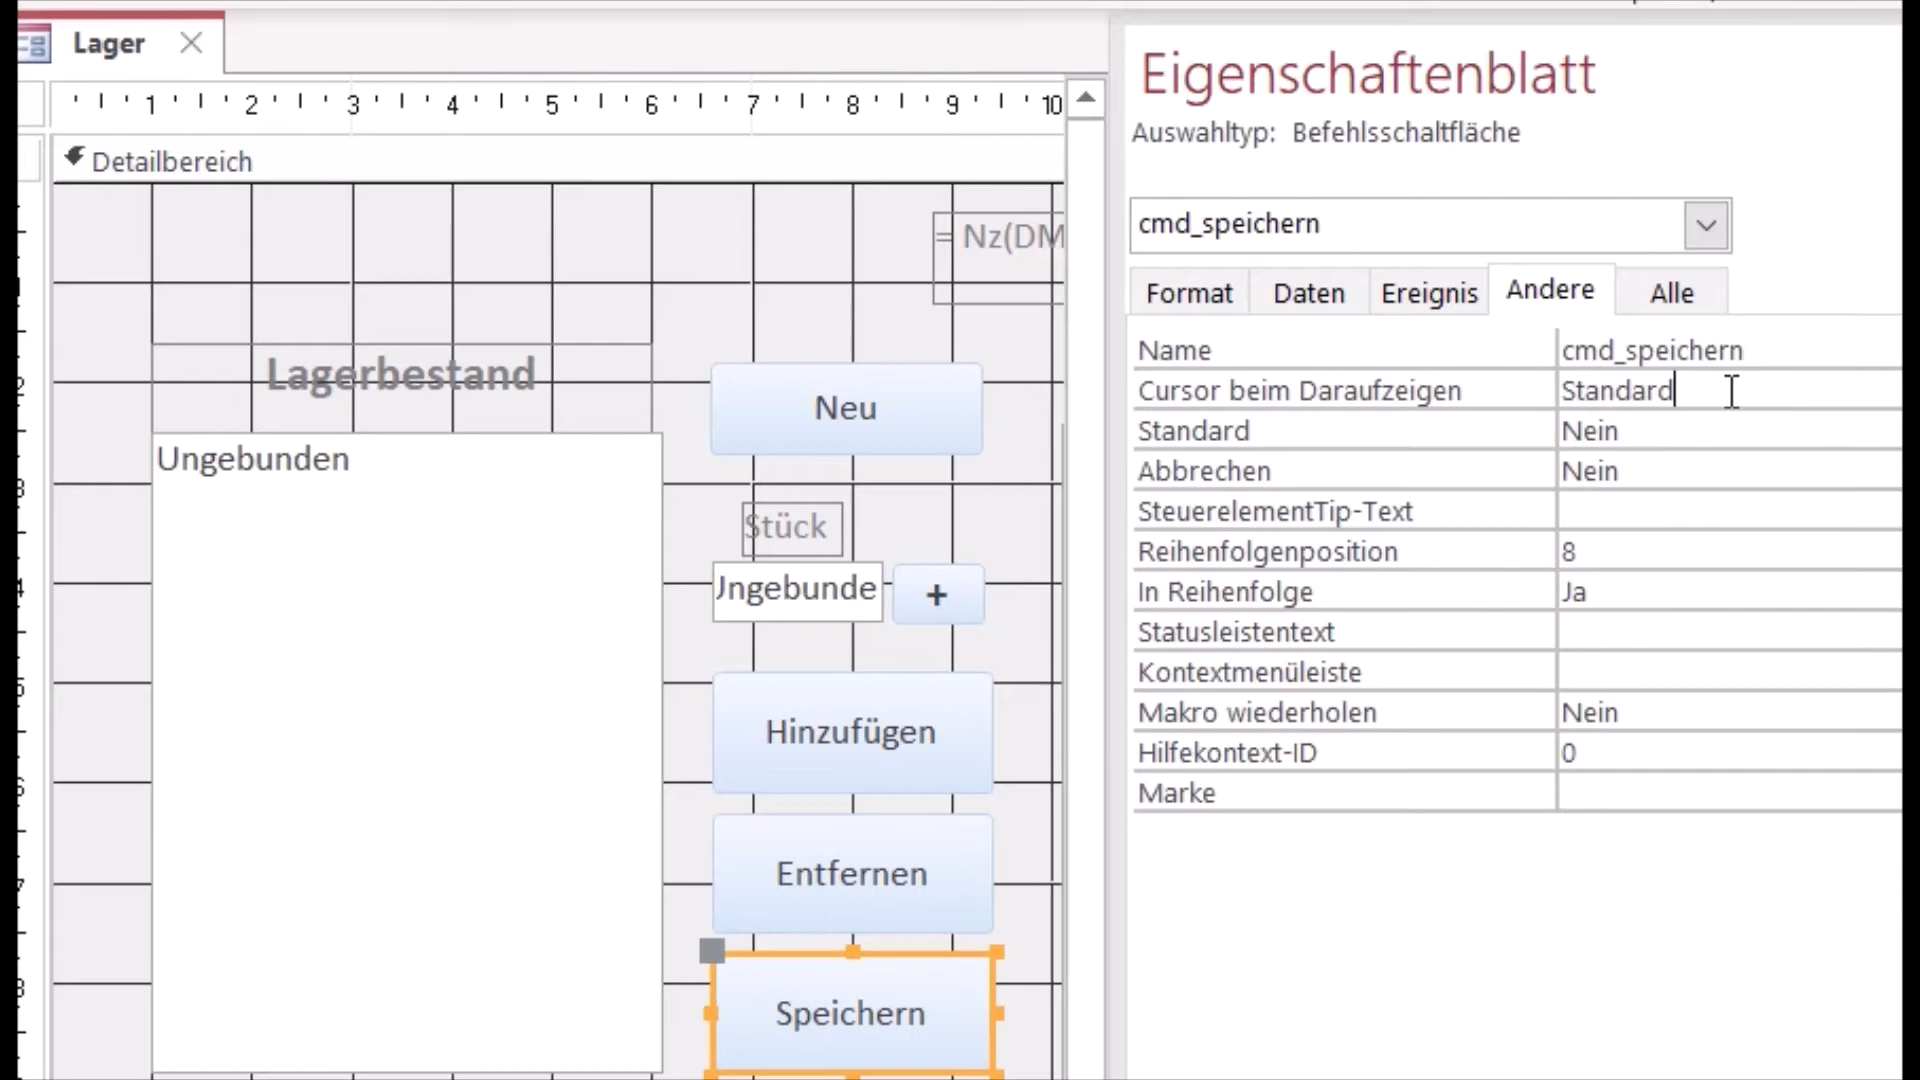 Lager
1 2 3 4 5 6 7 8 9 10
Detailbereich
= Nz(DM
Lagerbestand
Neu
Ungebunden
Stück
Ungebunde
+
Hinzufügen
Entfernen
Speichern
Eigenschaftenblatt
Auswahltyp: Befehlsschaltfläche
cmd_speichern
Format Daten Ereignis Andere Alle
Name cmd_speichern
Cursor beim Daraufzeigen Standard
Standard Nein
Abbrechen Nein
SteuerelementTip-Text
Reihenfolgenposition 8
In Reihenfolge Ja
Statusleistentext
Kontextmenüleiste
Makro wiederholen Nein
Hilfekontext-ID 0
Marke